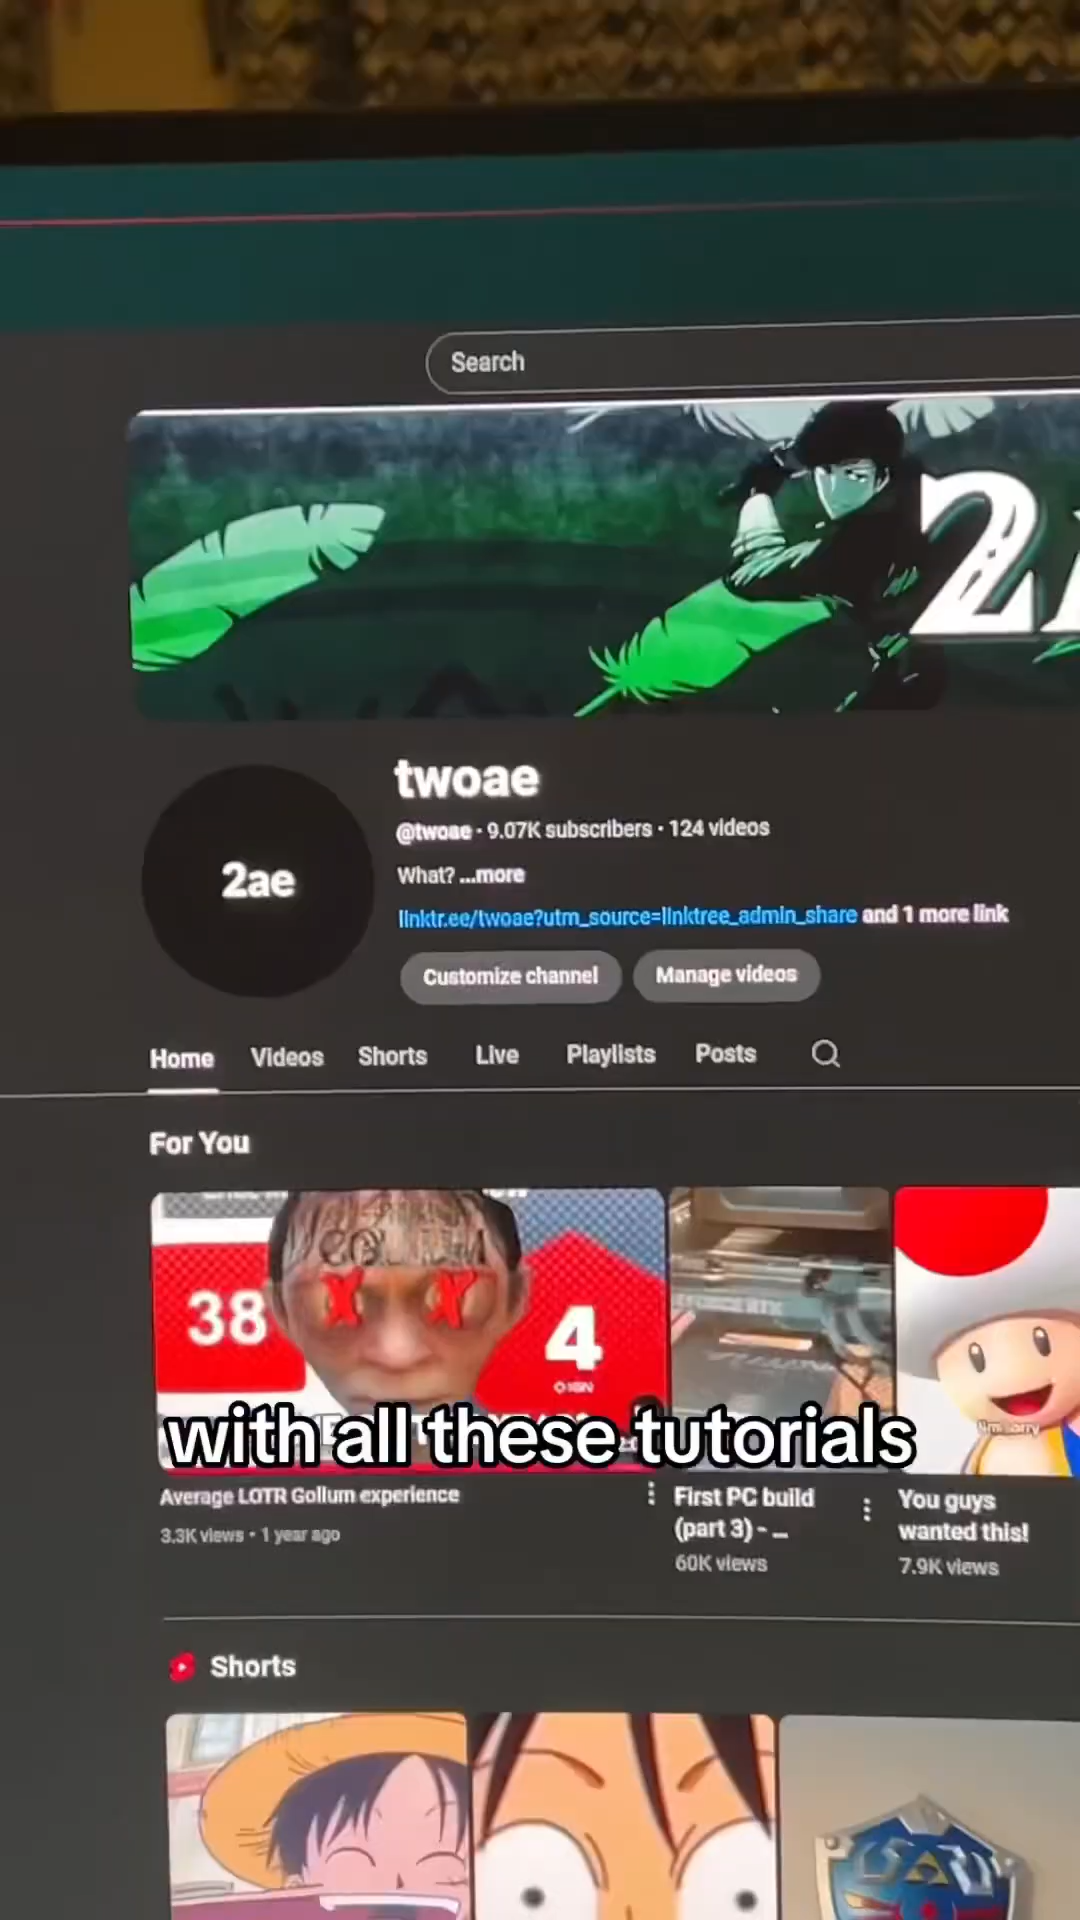 Search
2
twoae
@twoae · 9.07K subscribers · 124 videos
What? ...more
linktr.ee/twoae?utm_source=linktree_admin_share and 1 more link
2ae
Customize channel
Manage videos
Home
Videos
Shorts
Live
Playlists
Posts
For You
GOLLUM
38
4
IGN
with all these tutorials
Average LOTR Gollum experience
3.3K views · 1 year ago
First PC build
(part 3) - ...
60K views
You guys
wanted this!
7.9K views
Shorts